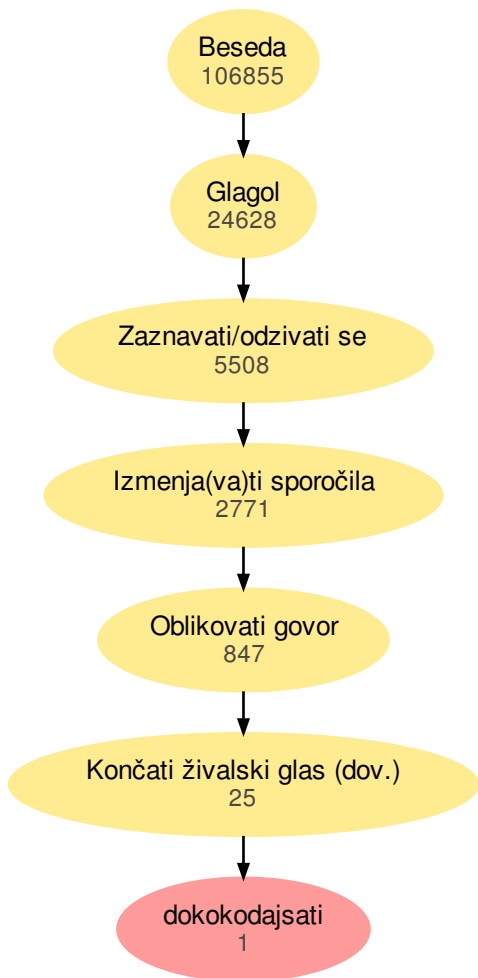 Beseda
106855
Glagol
24628
Zaznavati/odzivati se
5508
Izmenja(va)ti sporočila
2771
Oblikovati govor
847
Končati živalski glas (dov.)
25
dokokodajsati
1